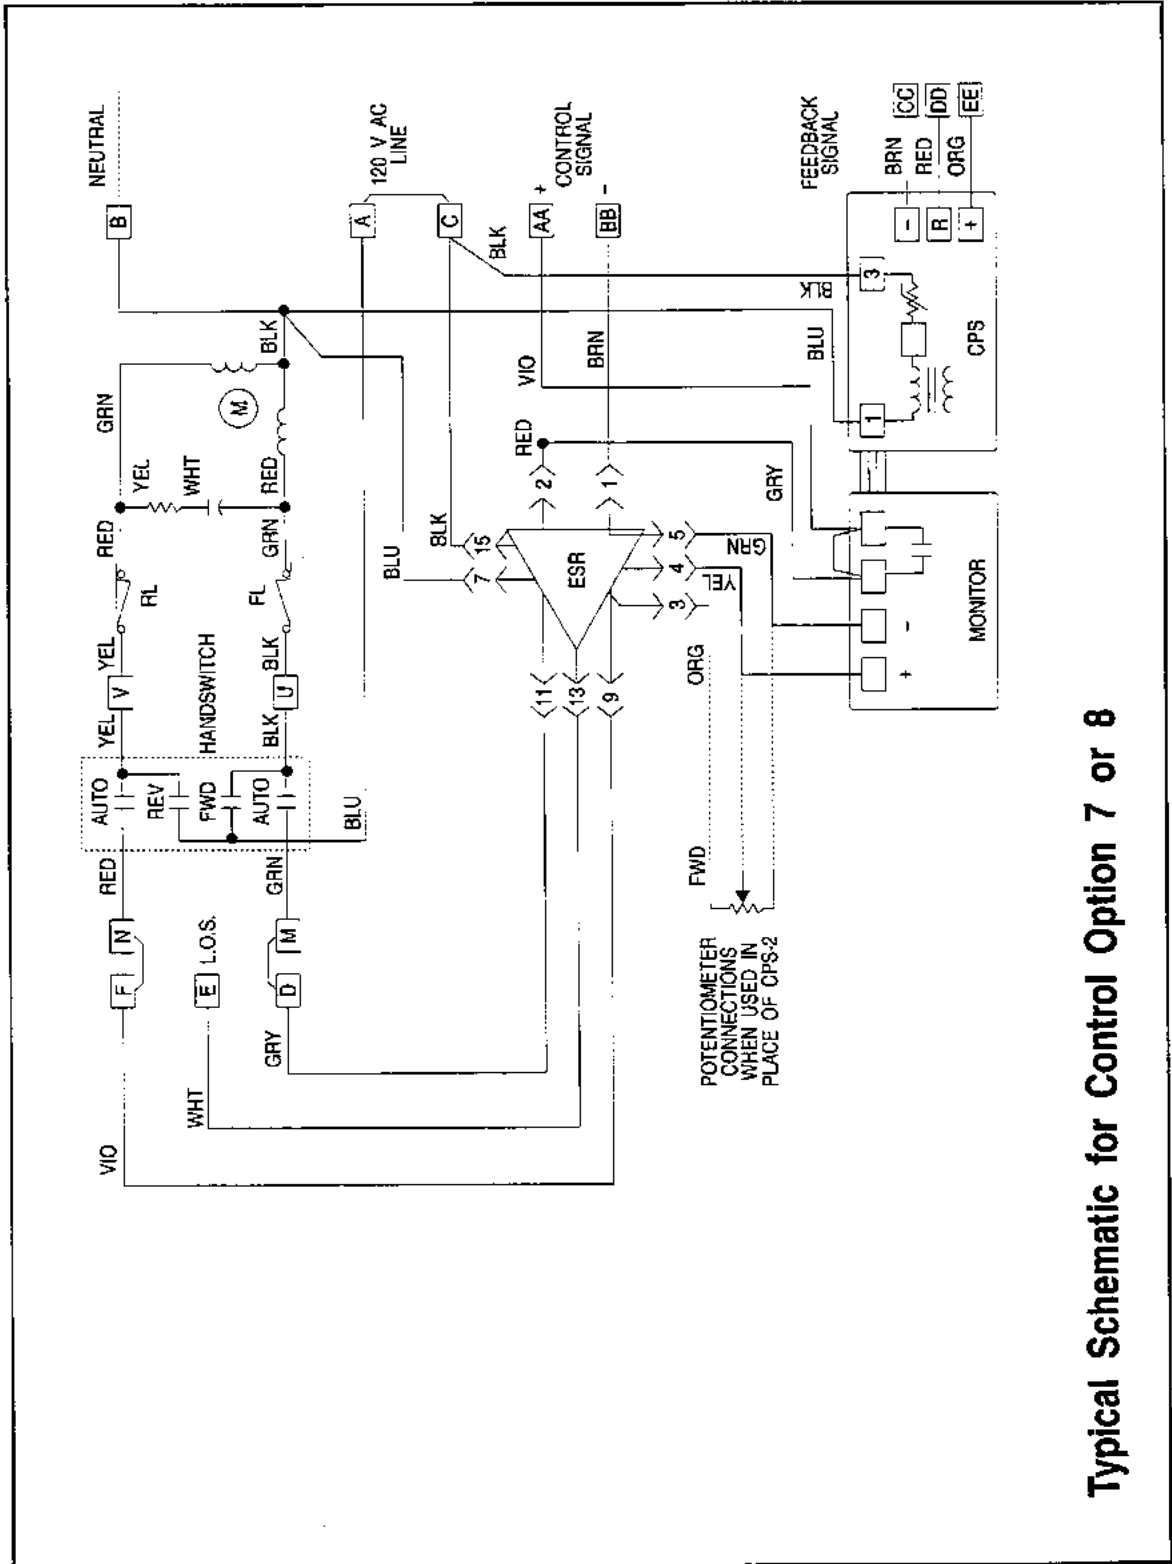 NEUTRAL
B
120 V AC
LINE
A
C
AA
+
CONTROL
SIGNAL
BB
-
FEEDBACK
SIGNAL
BRN
CC
RED
DD
ORG
EE
-
R
+
3
1
CPS
BLK
BLK
BLU
BLK
GRN
M
YEL
WHT
RED
RED
GRN
RL
FL
YEL
BLK
V
U
YEL
BLK
HANDSWITCH
AUTO
REV
FWD
AUTO
BLU
RED
GRN
N
F
E
L.O.S.
M
D
GRY
WHT
VIO
BLU
BLK
7
15
RED
VIO
BRN
2
1
ESR
5
4
3
GRN
YEL
ORG
11
13
9
GRY
MONITOR
-
+
FWD
POTENTIOMETER
CONNECTIONS
WHEN USED IN
PLACE OF CPS-2
Typical Schematic for Control Option 7 or 8